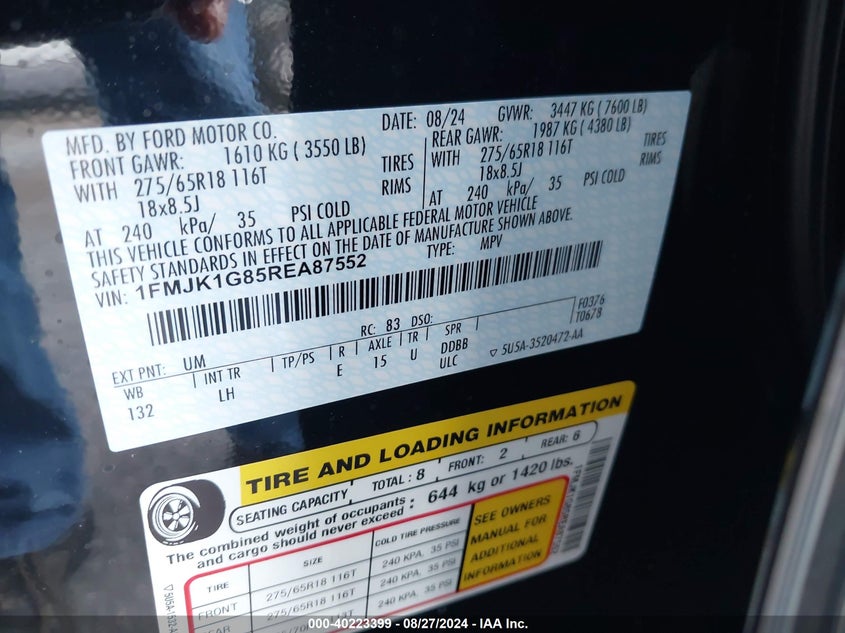 MFD. BY FORD MOTOR CO.
DATE: 08/24 GVWR: 3447 KG ( 7600 LB)
FRONT GAWR: 1610 KG ( 3550 LB)
REAR GAWR: 1987 KG ( 4380 LB)
WITH 275/65R18 116T TIRES
WITH 275/65R18 116T TIRES
18x8.5J RIMS
18x8.5J RIMS
AT 240 kPa/ 35 PSI COLD
AT 240 kPa/ 35 PSI COLD
THIS VEHICLE CONFORMS TO ALL APPLICABLE FEDERAL MOTOR VEHICLE
SAFETY STANDARDS IN EFFECT ON THE DATE OF MANUFACTURE SHOWN ABOVE.
VIN: 1FMJK1G85REA87552 TYPE: MPV
F0376
T0678
RC: 83 DSO:
EXT PNT: UM
WB INT TR TP/PS R AXLE TR SPR
132 LH E 15 U DDBB
ULC
▽ 5U5A-3520472-AA
TIRE AND LOADING INFORMATION
SEATING CAPACITY TOTAL: 8 FRONT: 2 REAR: 6
The combined weight of occupants and cargo should never exceed : 644 kg or 1420 lbs.
TIRE SIZE COLD TIRE PRESSURE
FRONT 275/65R18 116T 240 KPA, 35 PSI
275/65R18 116T 240 KPA, 35 PSI
SEE OWNERS
MANUAL FOR
ADDITIONAL
INFORMATION
000-40223399 - 08/27/2024 - IAA Inc.